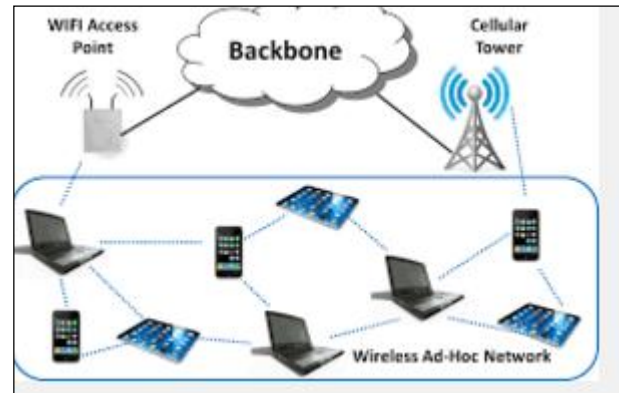 WIFI Access
Point
Backbone
Cellular
Tower
Wireless Ad-Hoc Network